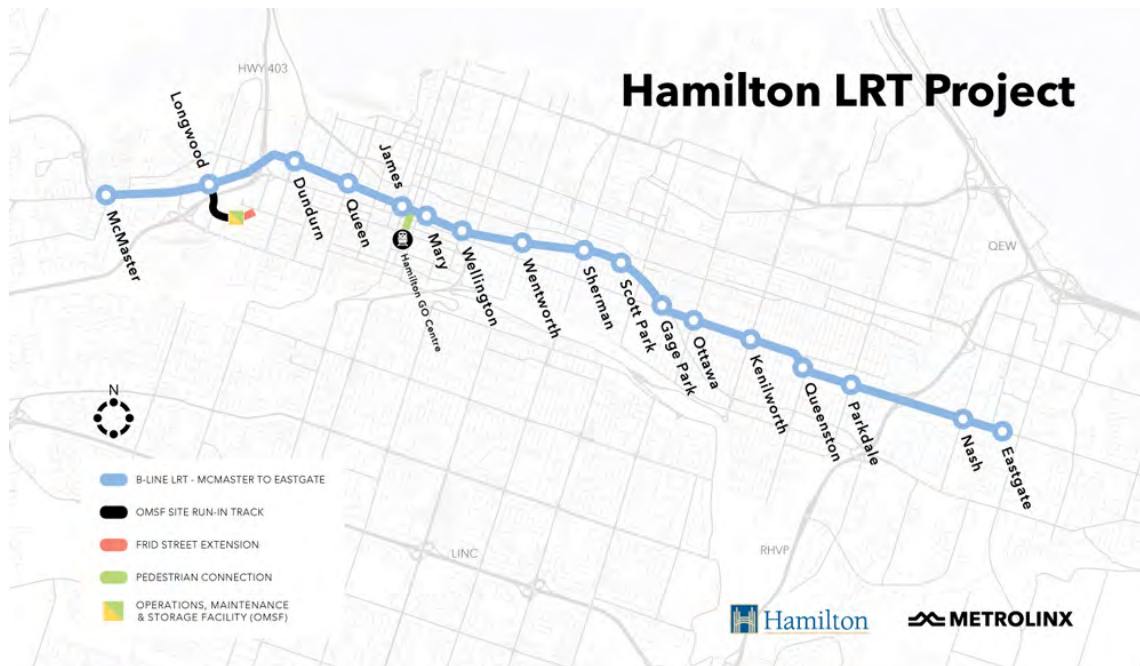 Hamilton LRT Project
HWY 403
Longwood
McMaster
Dundurn
Queen
James
Hamilton GO Centre
Mary
Wellington
Wentworth
Sherman
Scott Park
Gage Park
Ottawa
Kenilworth
Queenston
Parkdale
Nash
Eastgate
QEW
N
LINC
RHVP
B-LINE LRT - MCMASTER TO EASTGATE
OMSF SITE RUN-IN TRACK
FRID STREET EXTENSION
PEDESTRIAN CONNECTION
OPERATIONS, MAINTENANCE
& STORAGE FACILITY (OMSF)
Hamilton
METROLINX